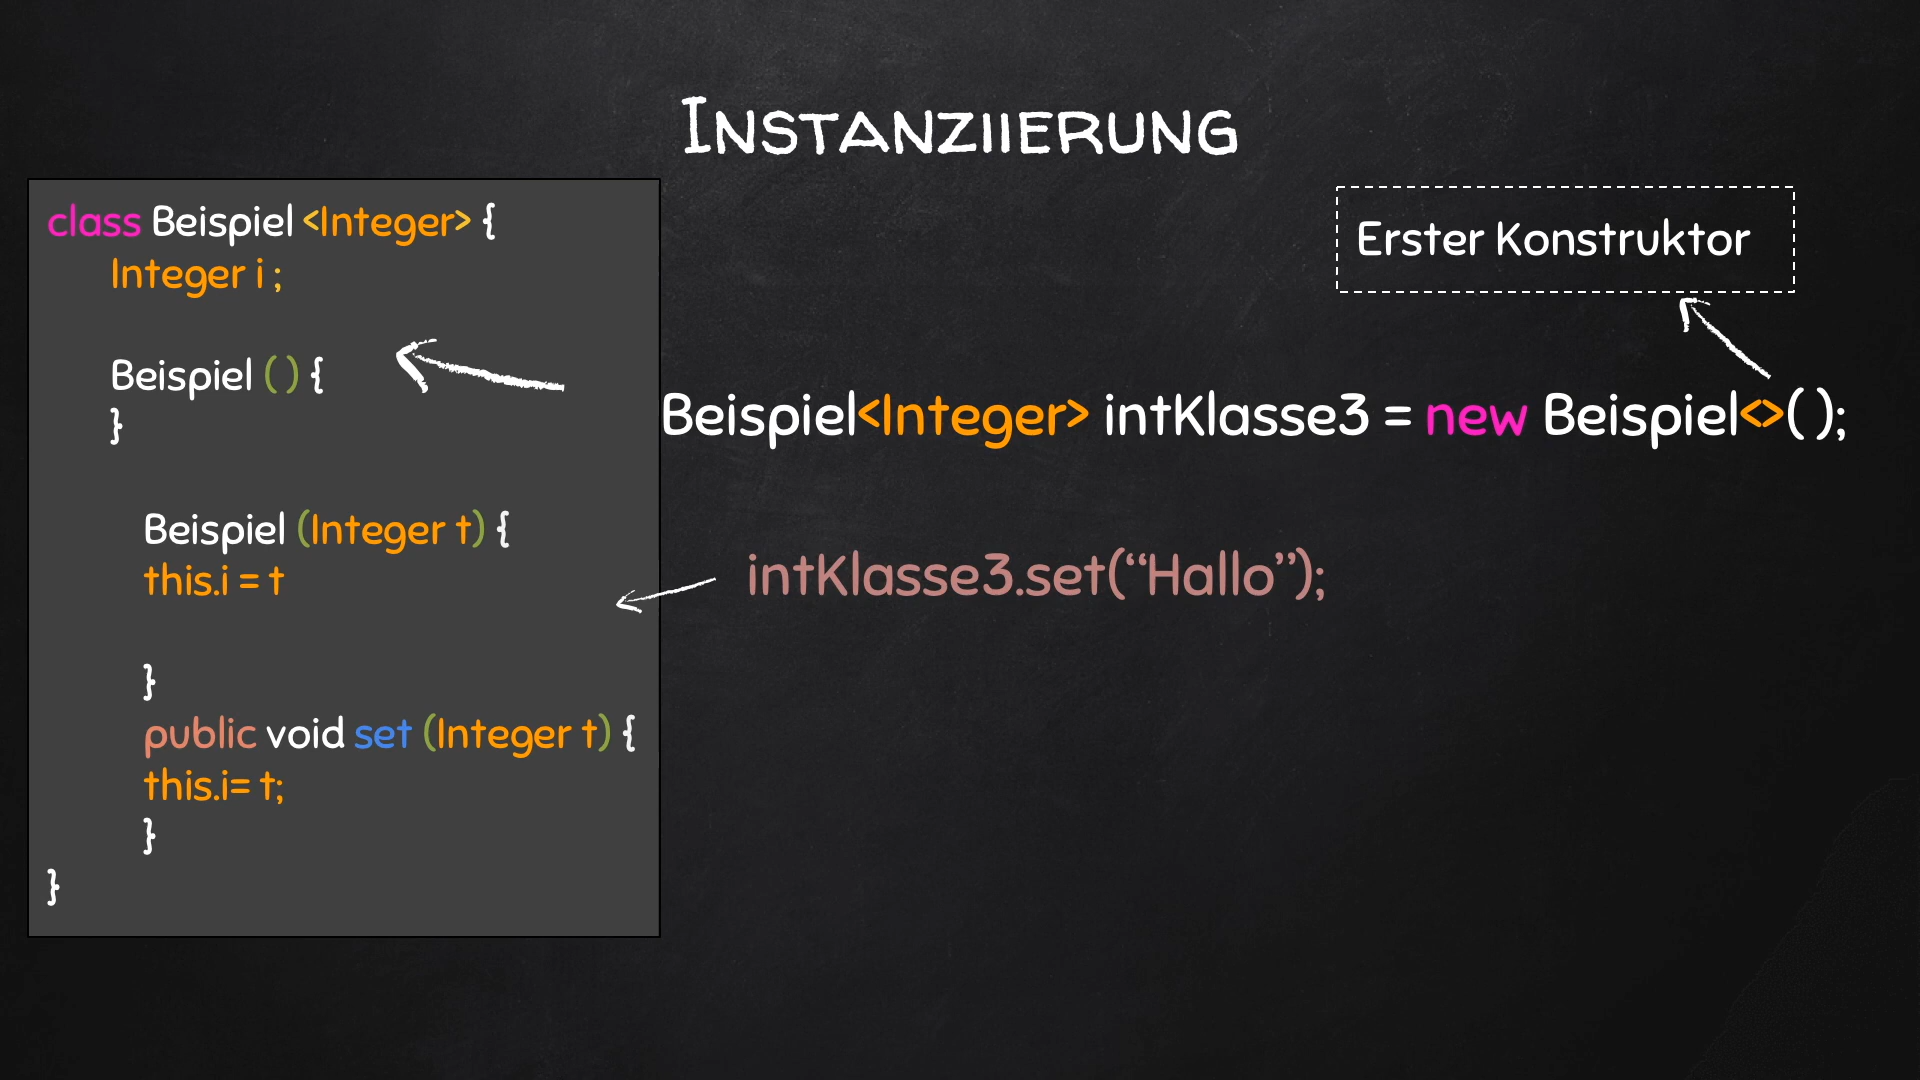 INSTANZIIERUNG
class Beispiel <Integer> {
Integer i ;
Beispiel ( ) {
}
Beispiel (Integer t) {
this.i = t
}
public void set (Integer t) {
this.i= t;
}
}
Erster Konstruktor
Beispiel<Integer> intKlasse3 = new Beispiel<>( );
intKlasse3.set(“Hallo”);